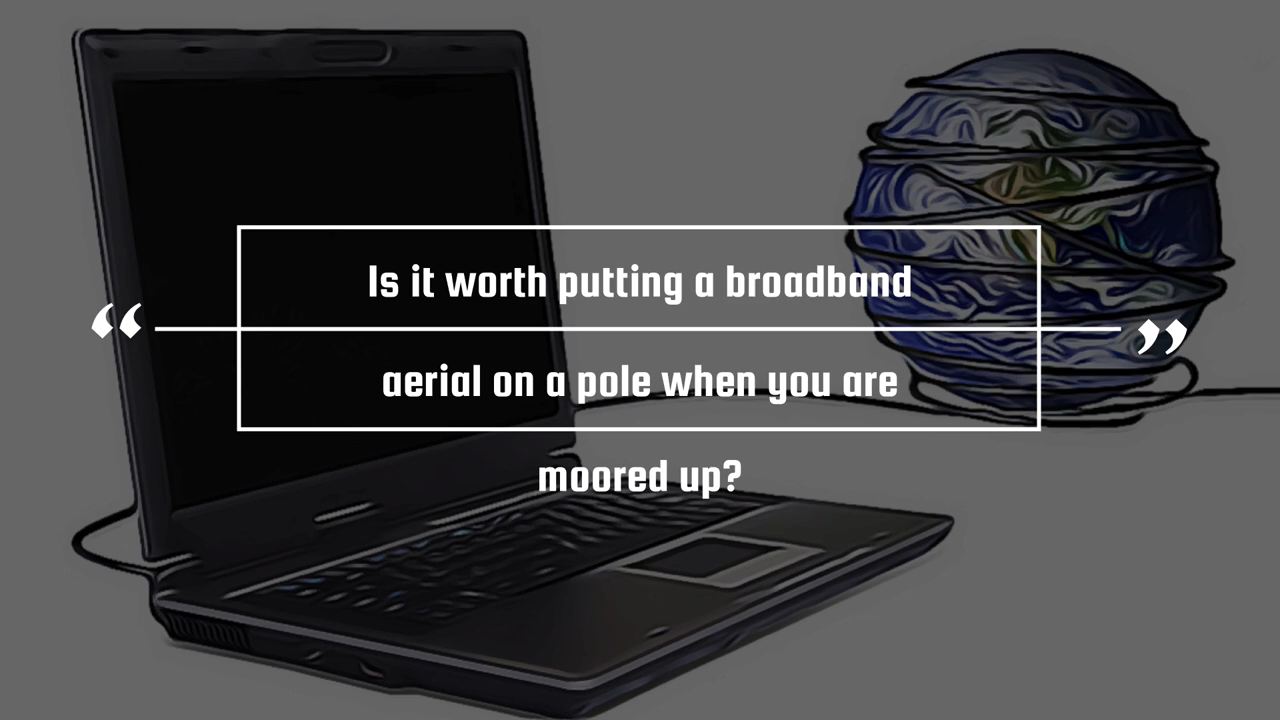 “ Is it worth putting a broadband ”
aerial on a pole when you are
moored up?